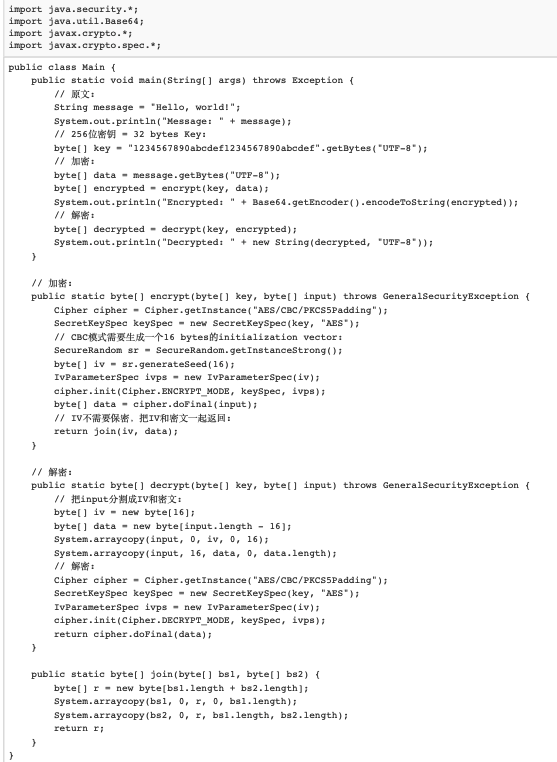 import java.security.*;
import java.util.Base64;
import javax.crypto.*;
import javax.crypto.spec.*;
public class Main {
    public static void main(String[] args) throws Exception {
        // 原文:
        String message = "Hello, world!";
        System.out.println("Message: " + message);
        // 256位密钥 = 32 bytes Key:
        byte[] key = "1234567890abcdef1234567890abcdef".getBytes("UTF-8");
        // 加密:
        byte[] data = message.getBytes("UTF-8");
        byte[] encrypted = encrypt(key, data);
        System.out.println("Encrypted: " + Base64.getEncoder().encodeToString(encrypted));
        // 解密:
        byte[] decrypted = decrypt(key, encrypted);
        System.out.println("Decrypted: " + new String(decrypted, "UTF-8"));
    }
    // 加密:
    public static byte[] encrypt(byte[] key, byte[] input) throws GeneralSecurityException {
        Cipher cipher = Cipher.getInstance("AES/CBC/PKCS5Padding");
        SecretKeySpec keySpec = new SecretKeySpec(key, "AES");
        // CBC模式需要生成一个16 bytes的initialization vector:
        SecureRandom sr = SecureRandom.getInstanceStrong();
        byte[] iv = sr.generateSeed(16);
        IvParameterSpec ivps = new IvParameterSpec(iv);
        cipher.init(Cipher.ENCRYPT_MODE, keySpec, ivps);
        byte[] data = cipher.doFinal(input);
        // IV不需要保密，把IV和密文一起返回:
        return join(iv, data);
    }
    // 解密:
    public static byte[] decrypt(byte[] key, byte[] input) throws GeneralSecurityException {
        // 把input分割成IV和密文:
        byte[] iv = new byte[16];
        byte[] data = new byte[input.length - 16];
        System.arraycopy(input, 0, iv, 0, 16);
        System.arraycopy(input, 16, data, 0, data.length);
        // 解密:
        Cipher cipher = Cipher.getInstance("AES/CBC/PKCS5Padding");
        SecretKeySpec keySpec = new SecretKeySpec(key, "AES");
        IvParameterSpec ivps = new IvParameterSpec(iv);
        cipher.init(Cipher.DECRYPT_MODE, keySpec, ivps);
        return cipher.doFinal(data);
    }
    public static byte[] join(byte[] bs1, byte[] bs2) {
        byte[] r = new byte[bs1.length + bs2.length];
        System.arraycopy(bs1, 0, r, 0, bs1.length);
        System.arraycopy(bs2, 0, r, bs1.length, bs2.length);
        return r;
    }
}